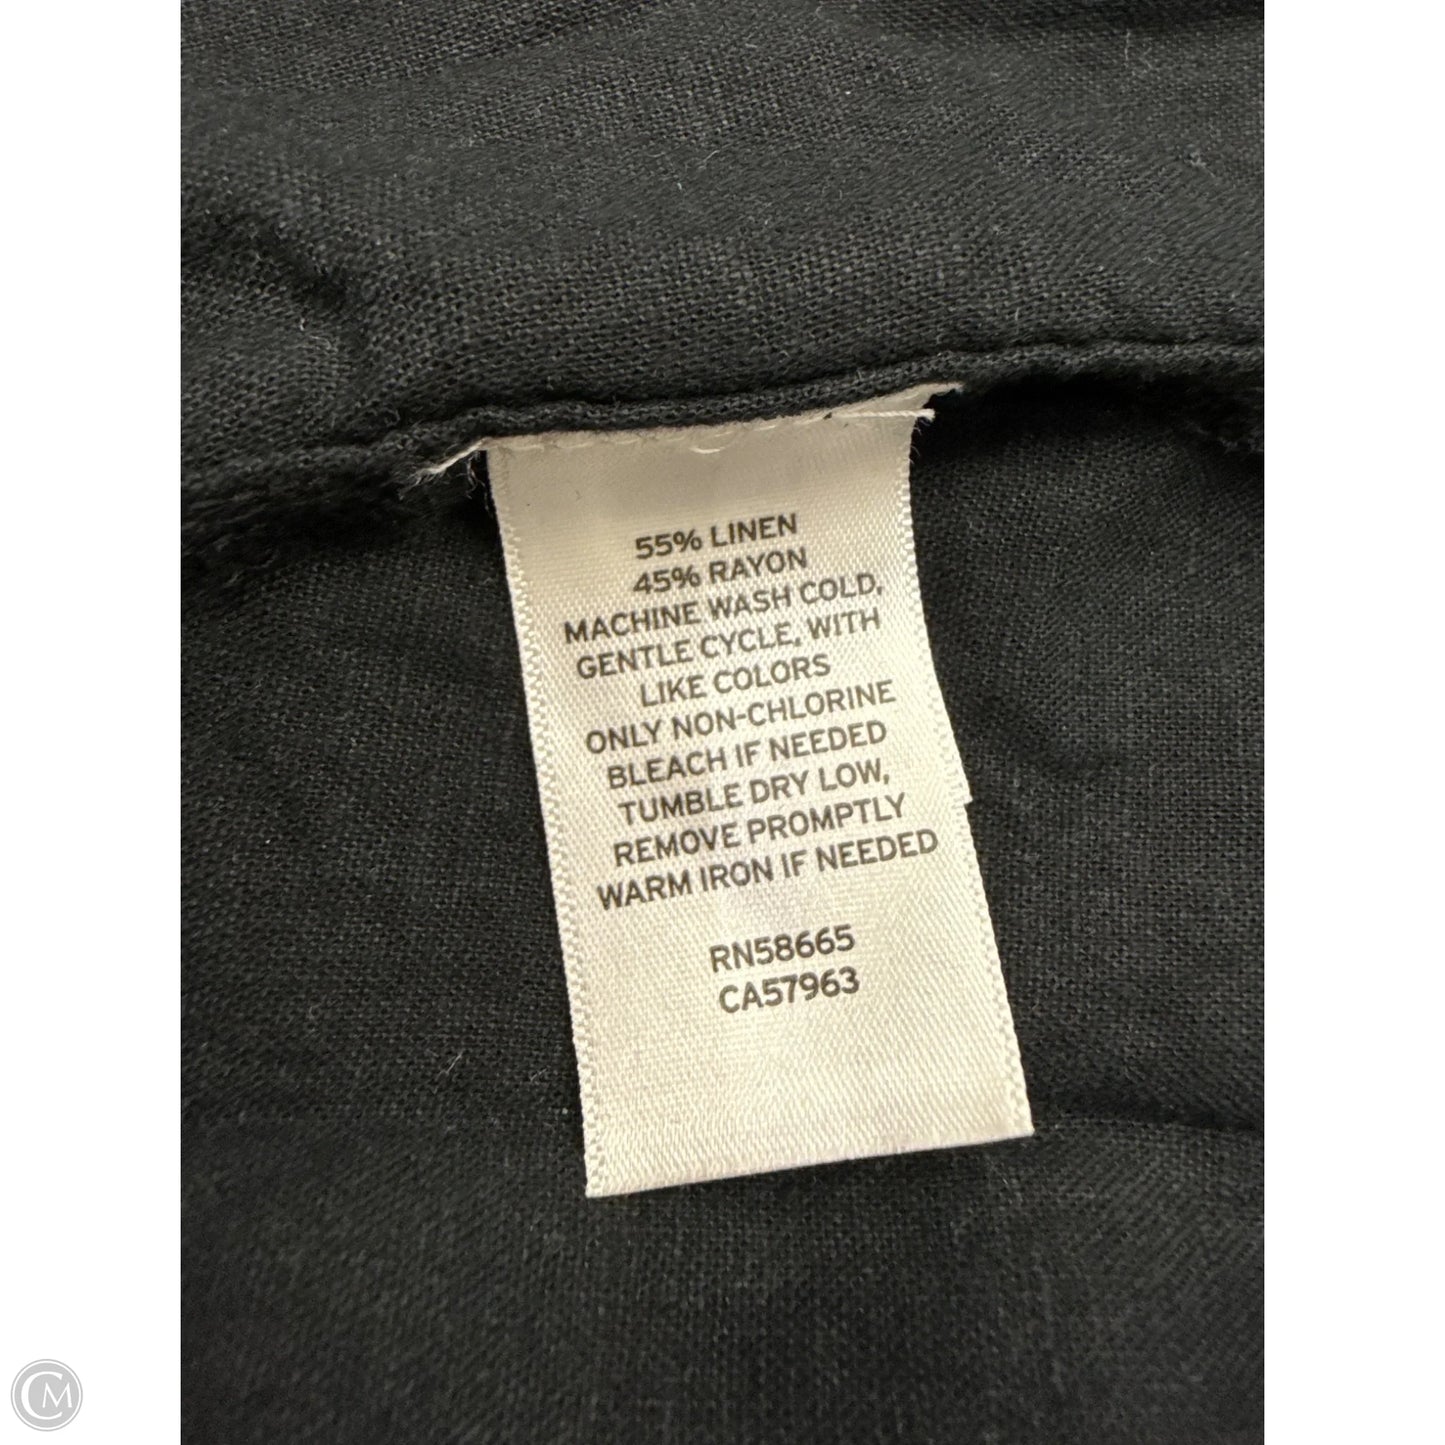 55% LINEN
45% RAYON
MACHINE WASH COLD,
GENTLE CYCLE, WITH
LIKE COLORS
ONLY NON-CHLORINE
BLEACH IF NEEDED
TUMBLE DRY LOW,
REMOVE PROMPTLY
WARM IRON IF NEEDED
RN58665
CA57963
CM